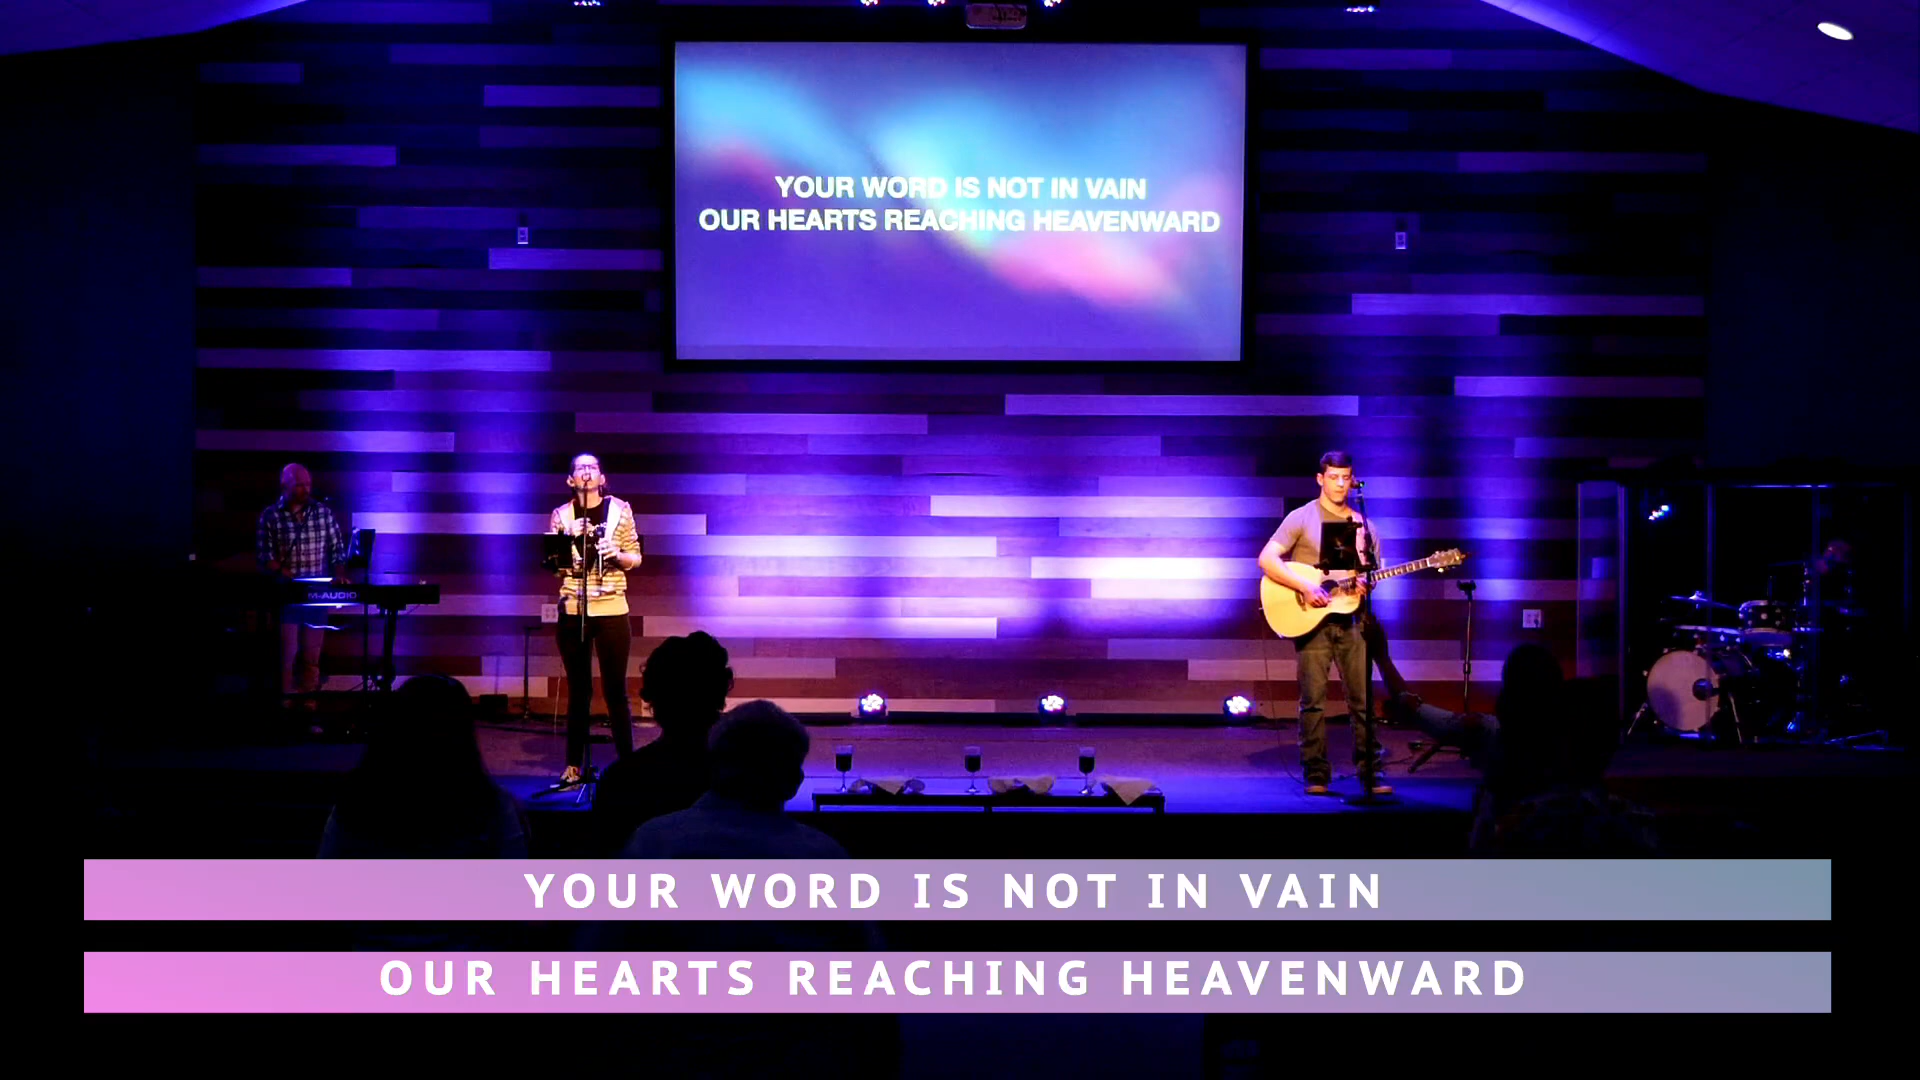 YOUR WORD IS NOT IN VAIN
OUR HEARTS REACHING HEAVENWARD
M-AUDIO
YOUR WORD IS NOT IN VAIN
OUR HEARTS REACHING HEAVENWARD